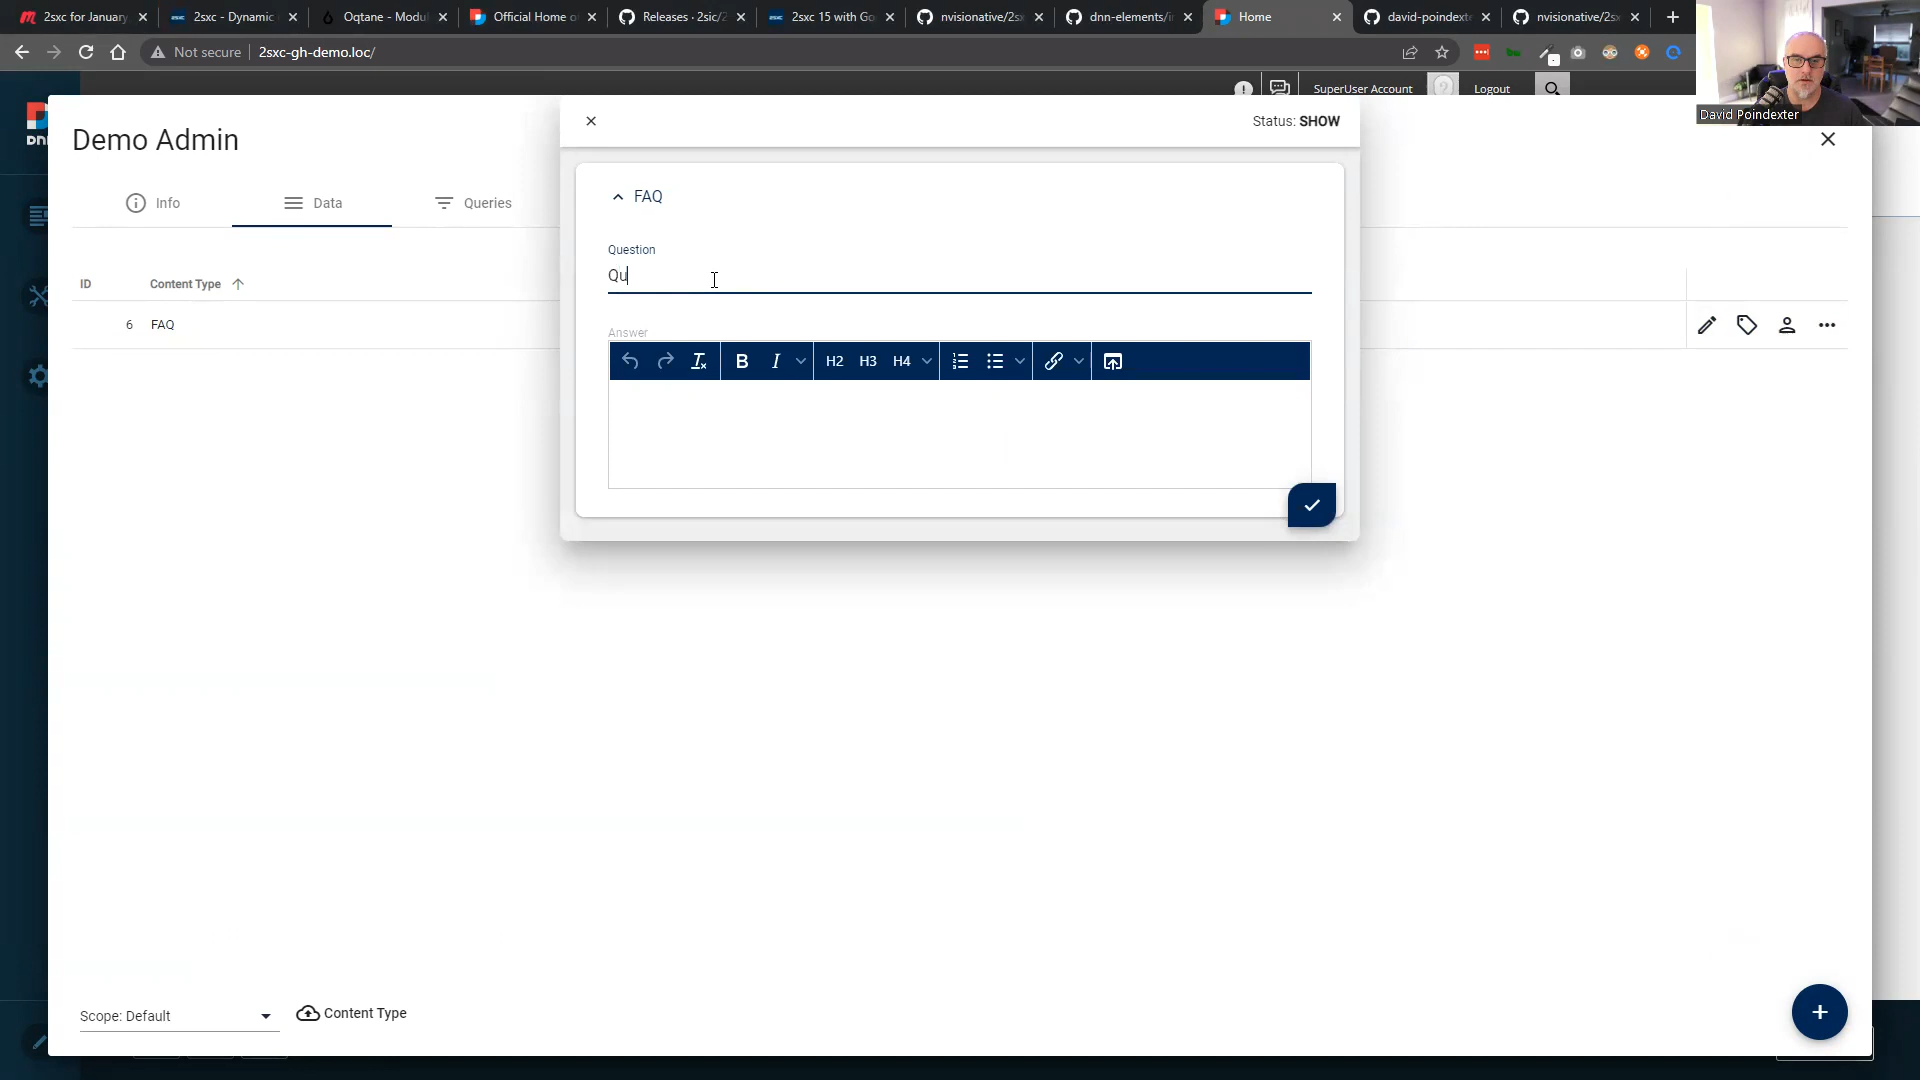 2sxc for January
2sxc - Dynamic
Oqtane - Modul
Official Home o
Releases · 2sic/2
2sxc 15 with Go
nvisionative/2s
dnn-elements/i
Home
david-poindext
nvisionative/2s
Not secure
2sxc-gh-demo.loc/
SuperUser Account
Logout
David Poindexter
Demo Admin
Status: SHOW
Info
Data
Queries
FAQ
Question
Qu
ID
Content Type
6
FAQ
Answer
B
I
H2
H3
H4
Scope: Default
Content Type